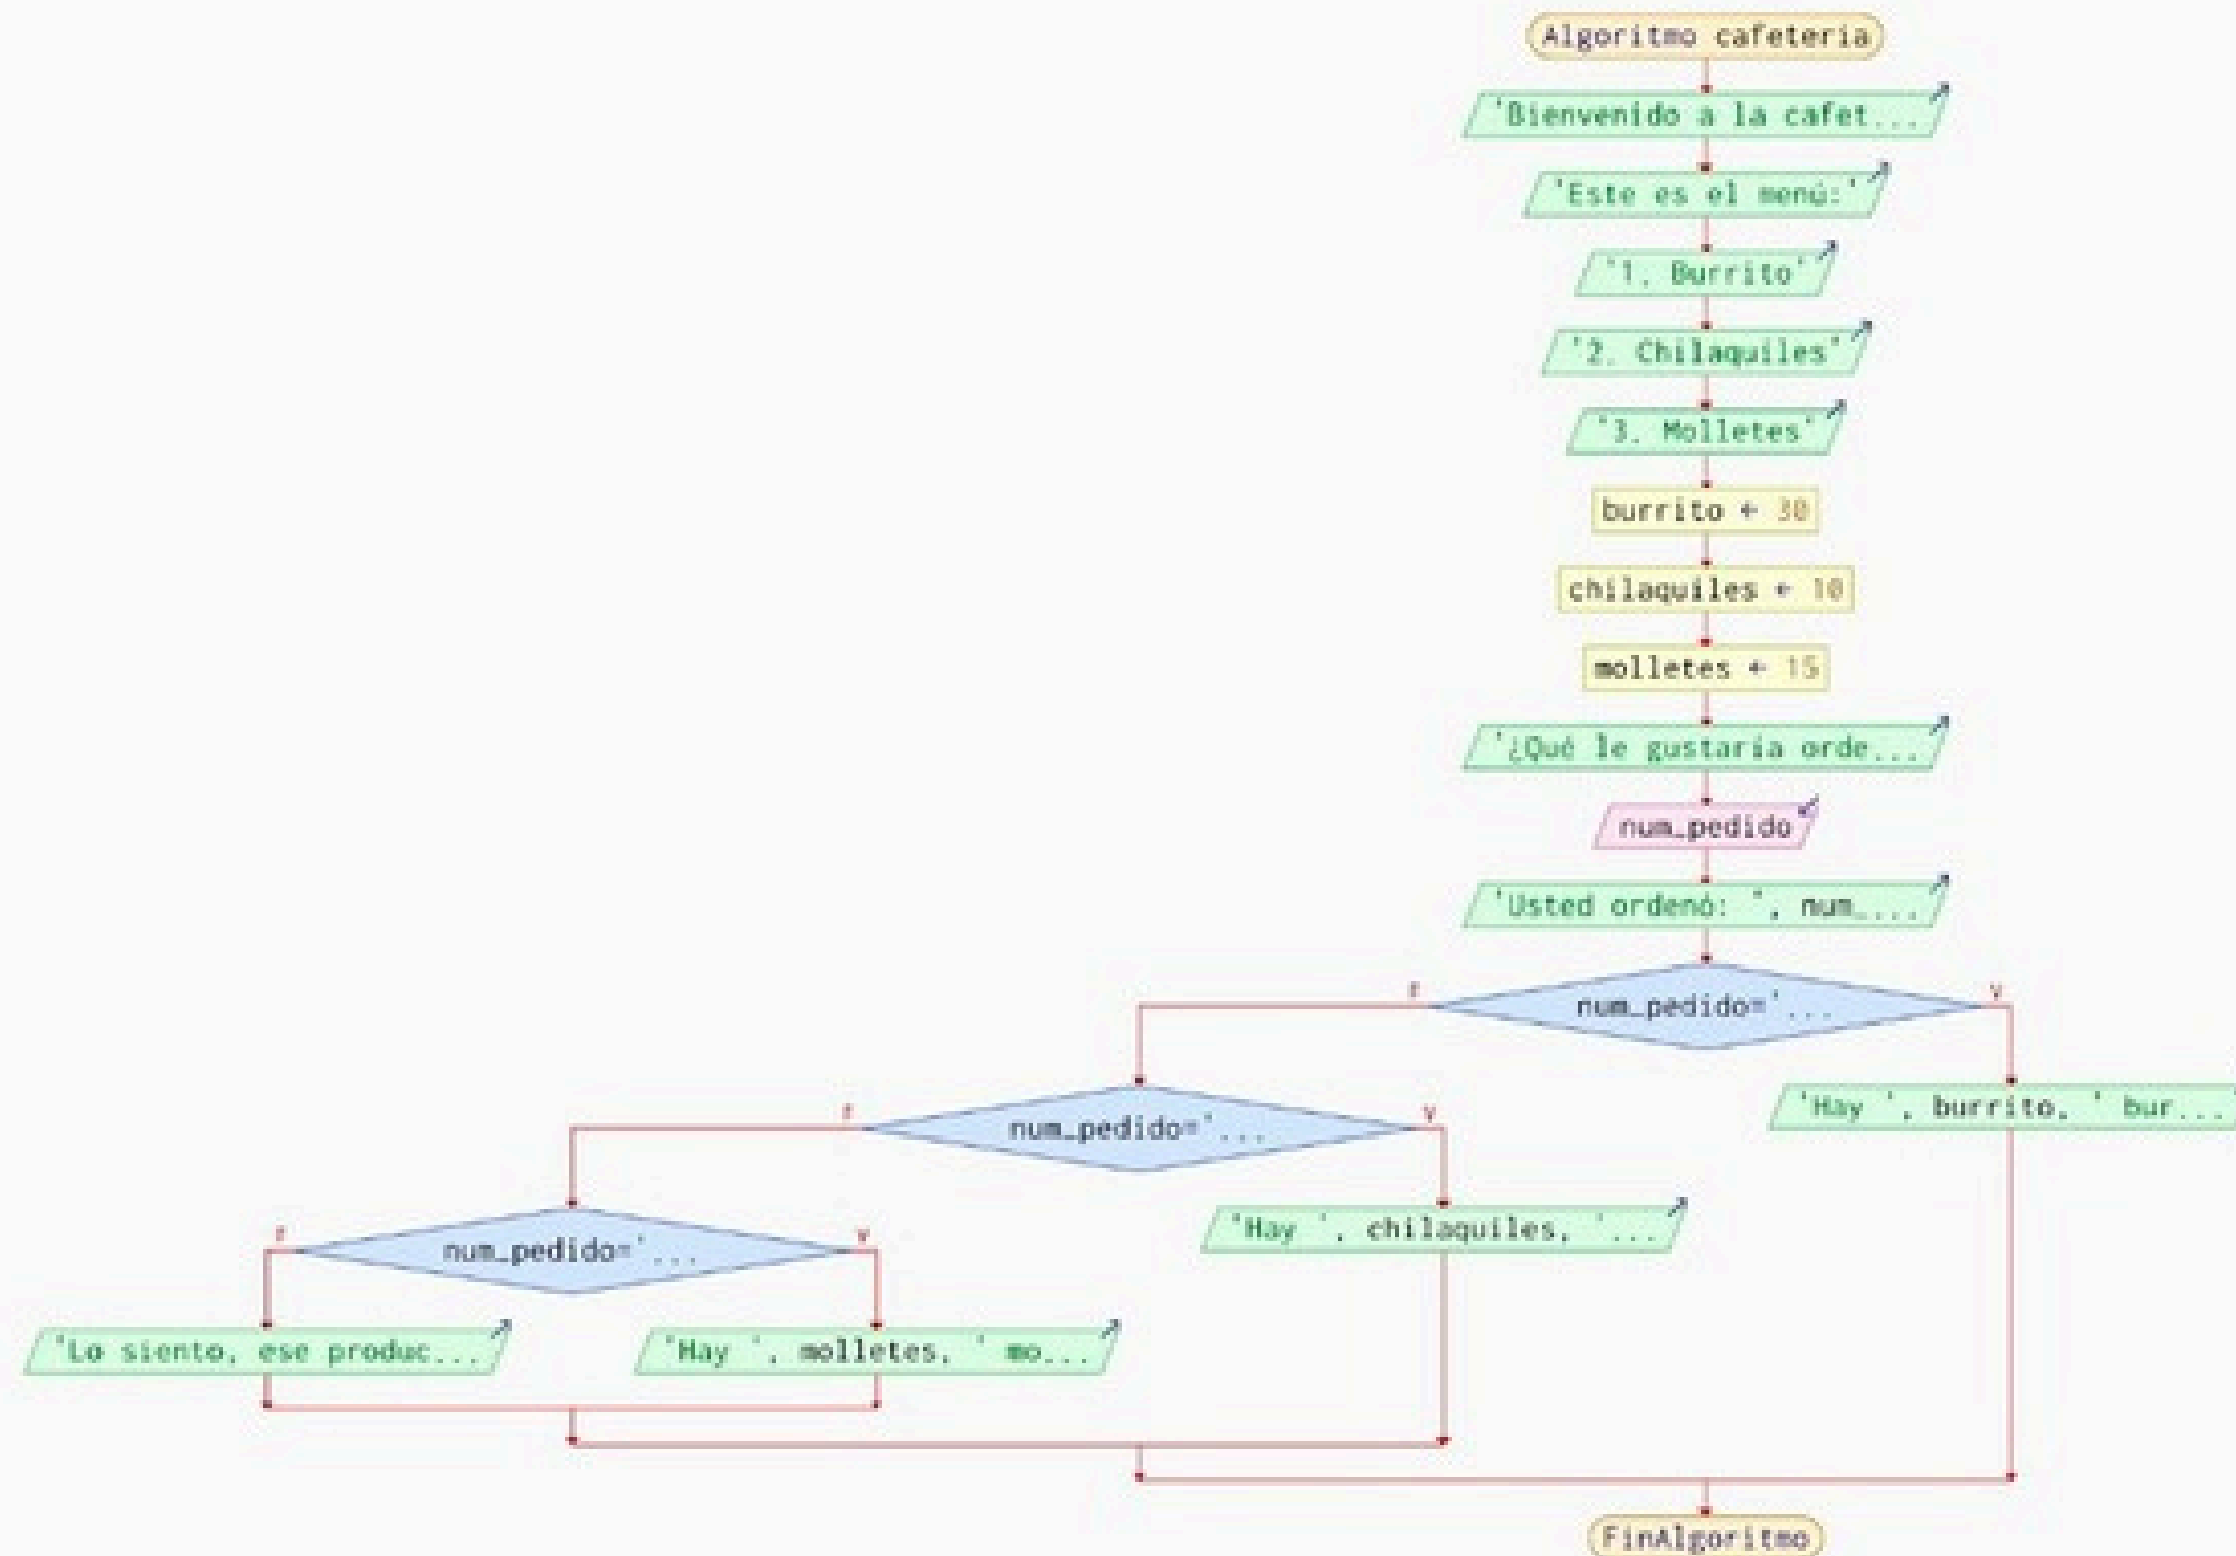 Algoritmo cafeteria
'Bienvenido a la cafet...
'Este es el menú:'
'1. Burrito'
'2. Chilaquiles'
'3. Molletes'
burrito ← 30
chilaquiles ← 10
molletes ← 15
'¿Qué le gustaría orde...
num_pedido
'Usted ordenó: ', num_...
F
num_pedido='...
V
F
num_pedido='...
V
'Hay ', burrito, ' bur...
F
num_pedido='...
V
'Hay ', chilaquiles, '...
'Lo siento, ese produc...
'Hay ', molletes, ' mo...
FinAlgoritmo